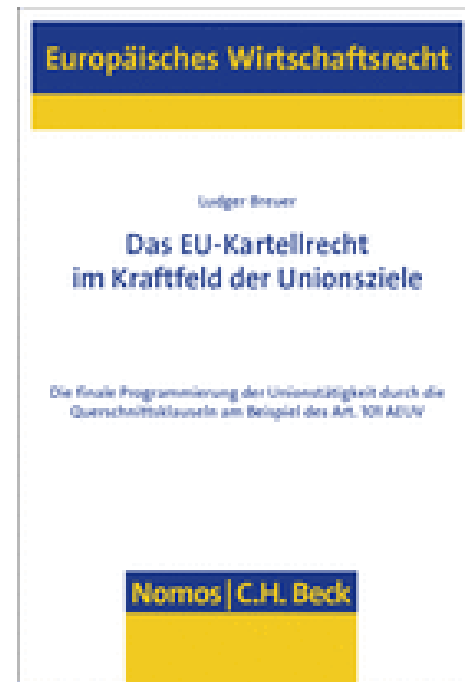 Europäisches Wirtschaftsrecht
Ludger Breuer
Das EU-Kartellrecht
im Kraftfeld der Unionsziele
Die finale Programmierung der Unionstätigkeit durch die
Querschnittsklauseln am Beispiel des Art. 101 AEUV
Nomos | C.H. Beck